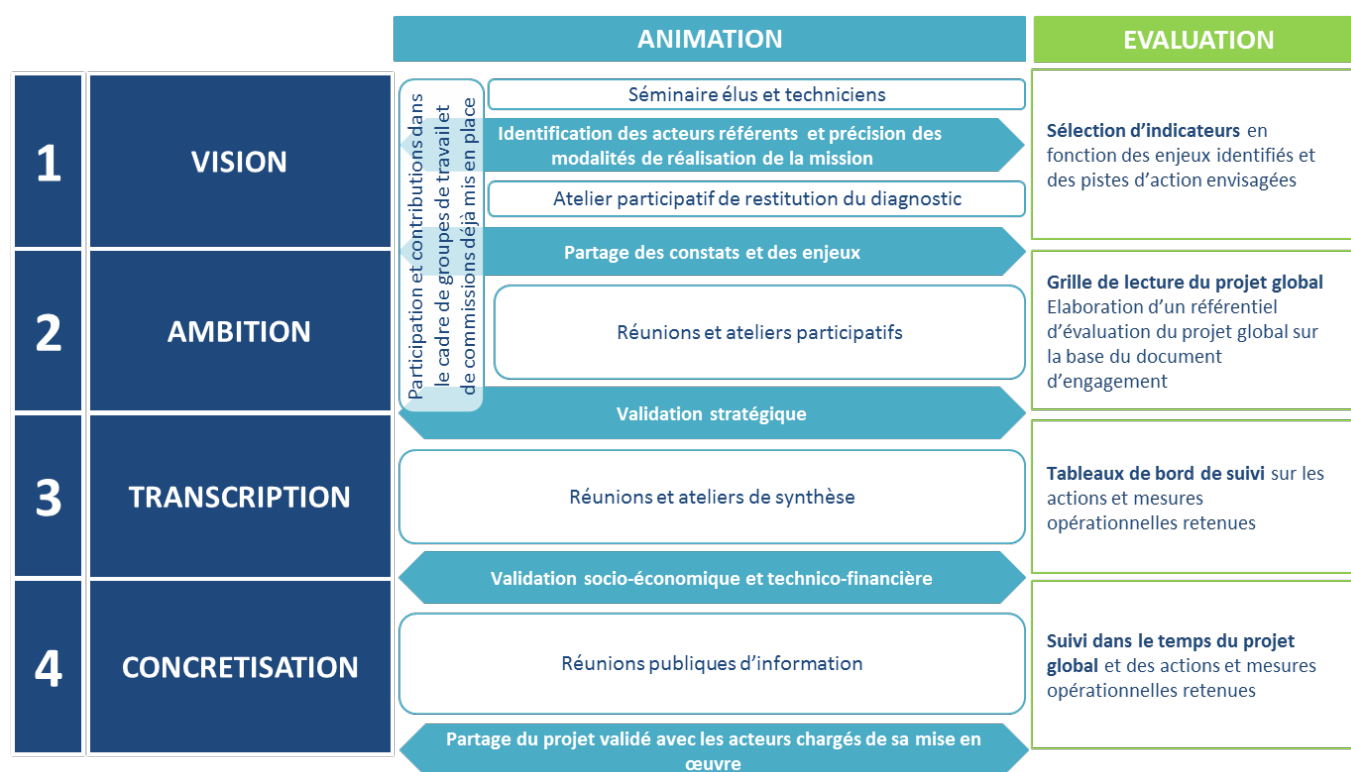 ANIMATION
EVALUATION
1
VISION
Participation et contributions dans
le cadre de groupes de travail et
de commissions déjà mis en place
Séminaire élus et techniciens
Identification des acteurs référents et précision des
modalités de réalisation de la mission
Atelier participatif de restitution du diagnostic
Partage des constats et des enjeux
Sélection d'indicateurs en
fonction des enjeux identifiés et
des pistes d'action envisagées
2
AMBITION
Réunions et ateliers participatifs
Validation stratégique
Grille de lecture du projet global
Elaboration d'un référentiel
d'évaluation du projet global sur
la base du document
d'engagement
3
TRANSCRIPTION
Réunions et ateliers de synthèse
Validation socio-économique et technico-financière
Tableaux de bord de suivi sur les
actions et mesures
opérationnelles retenues
4
CONCRETISATION
Réunions publiques d'information
Partage du projet validé avec les acteurs chargés de sa mise en
œuvre
Suivi dans le temps du projet
global et des actions et mesures
opérationnelles retenues